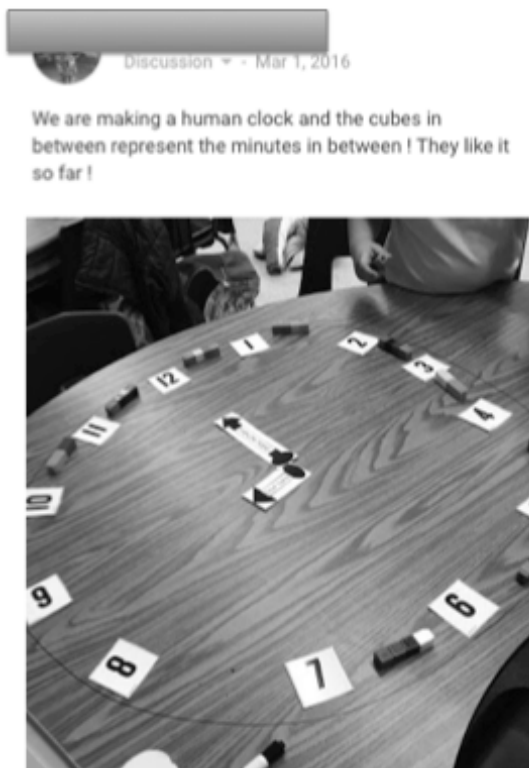 Discussion - Mar 1, 2016
We are making a human clock and the cubes in
between represent the minutes in between ! They like it
so far !
1
2
12
3
11
4
10
9
6
8
7